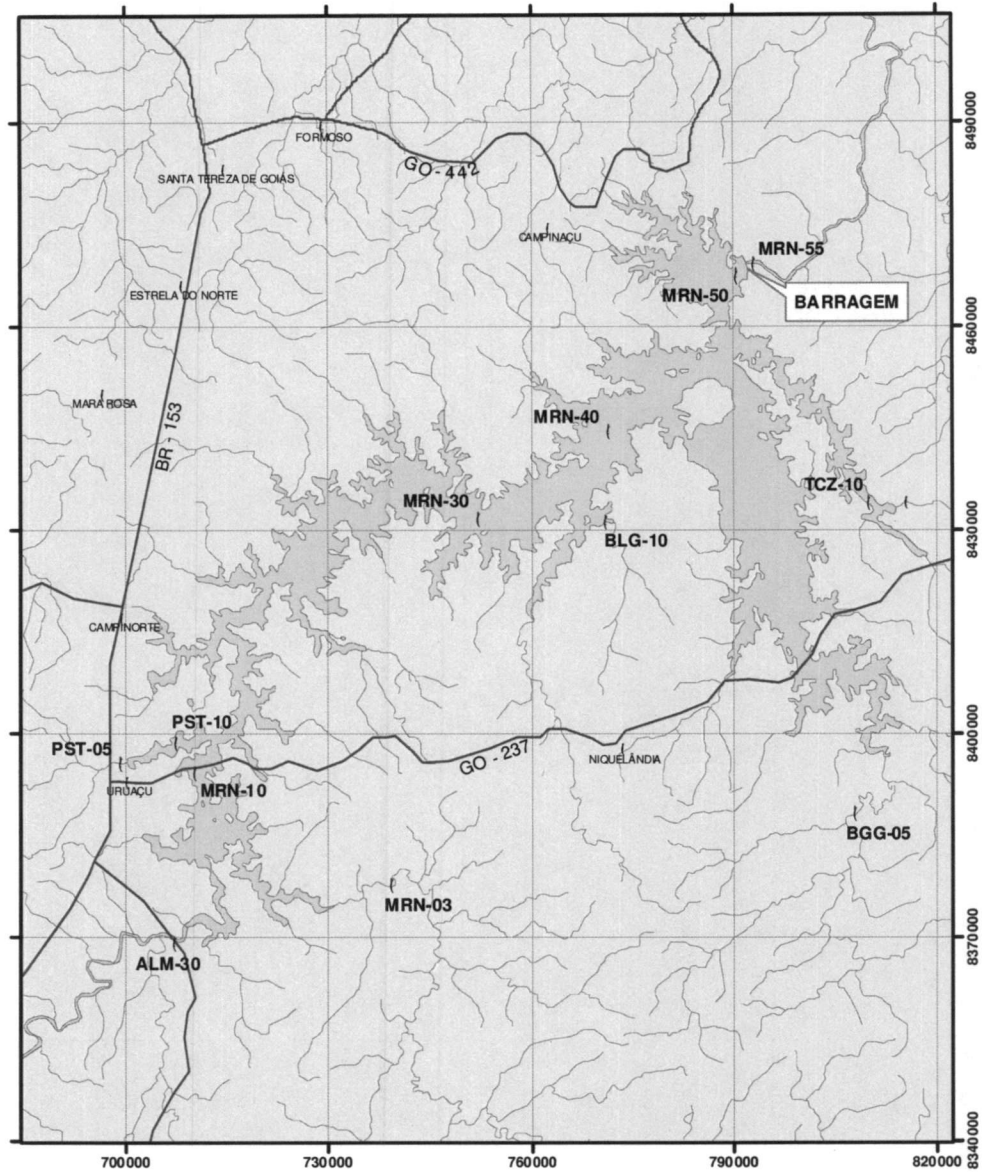 FORMOSO
GO-442
SANTA TEREZA DE GOIÁS
CAMPINAÇU
MRN-55
MRN-50
BARRAGEM
ESTRELA DO NORTE
MARA ROSA
BR - 153
MRN-40
MRN-30
TCZ-10
BLG-10
CAMPINORTE
PST-10
PST-05
GO - 237
NIQUELÂNDIA
URUAÇU
MRN-10
BGG-05
MRN-03
ALM-30
8490000
8460000
8430000
8400000
8370000
8340000
700000
730000
760000
790000
820000